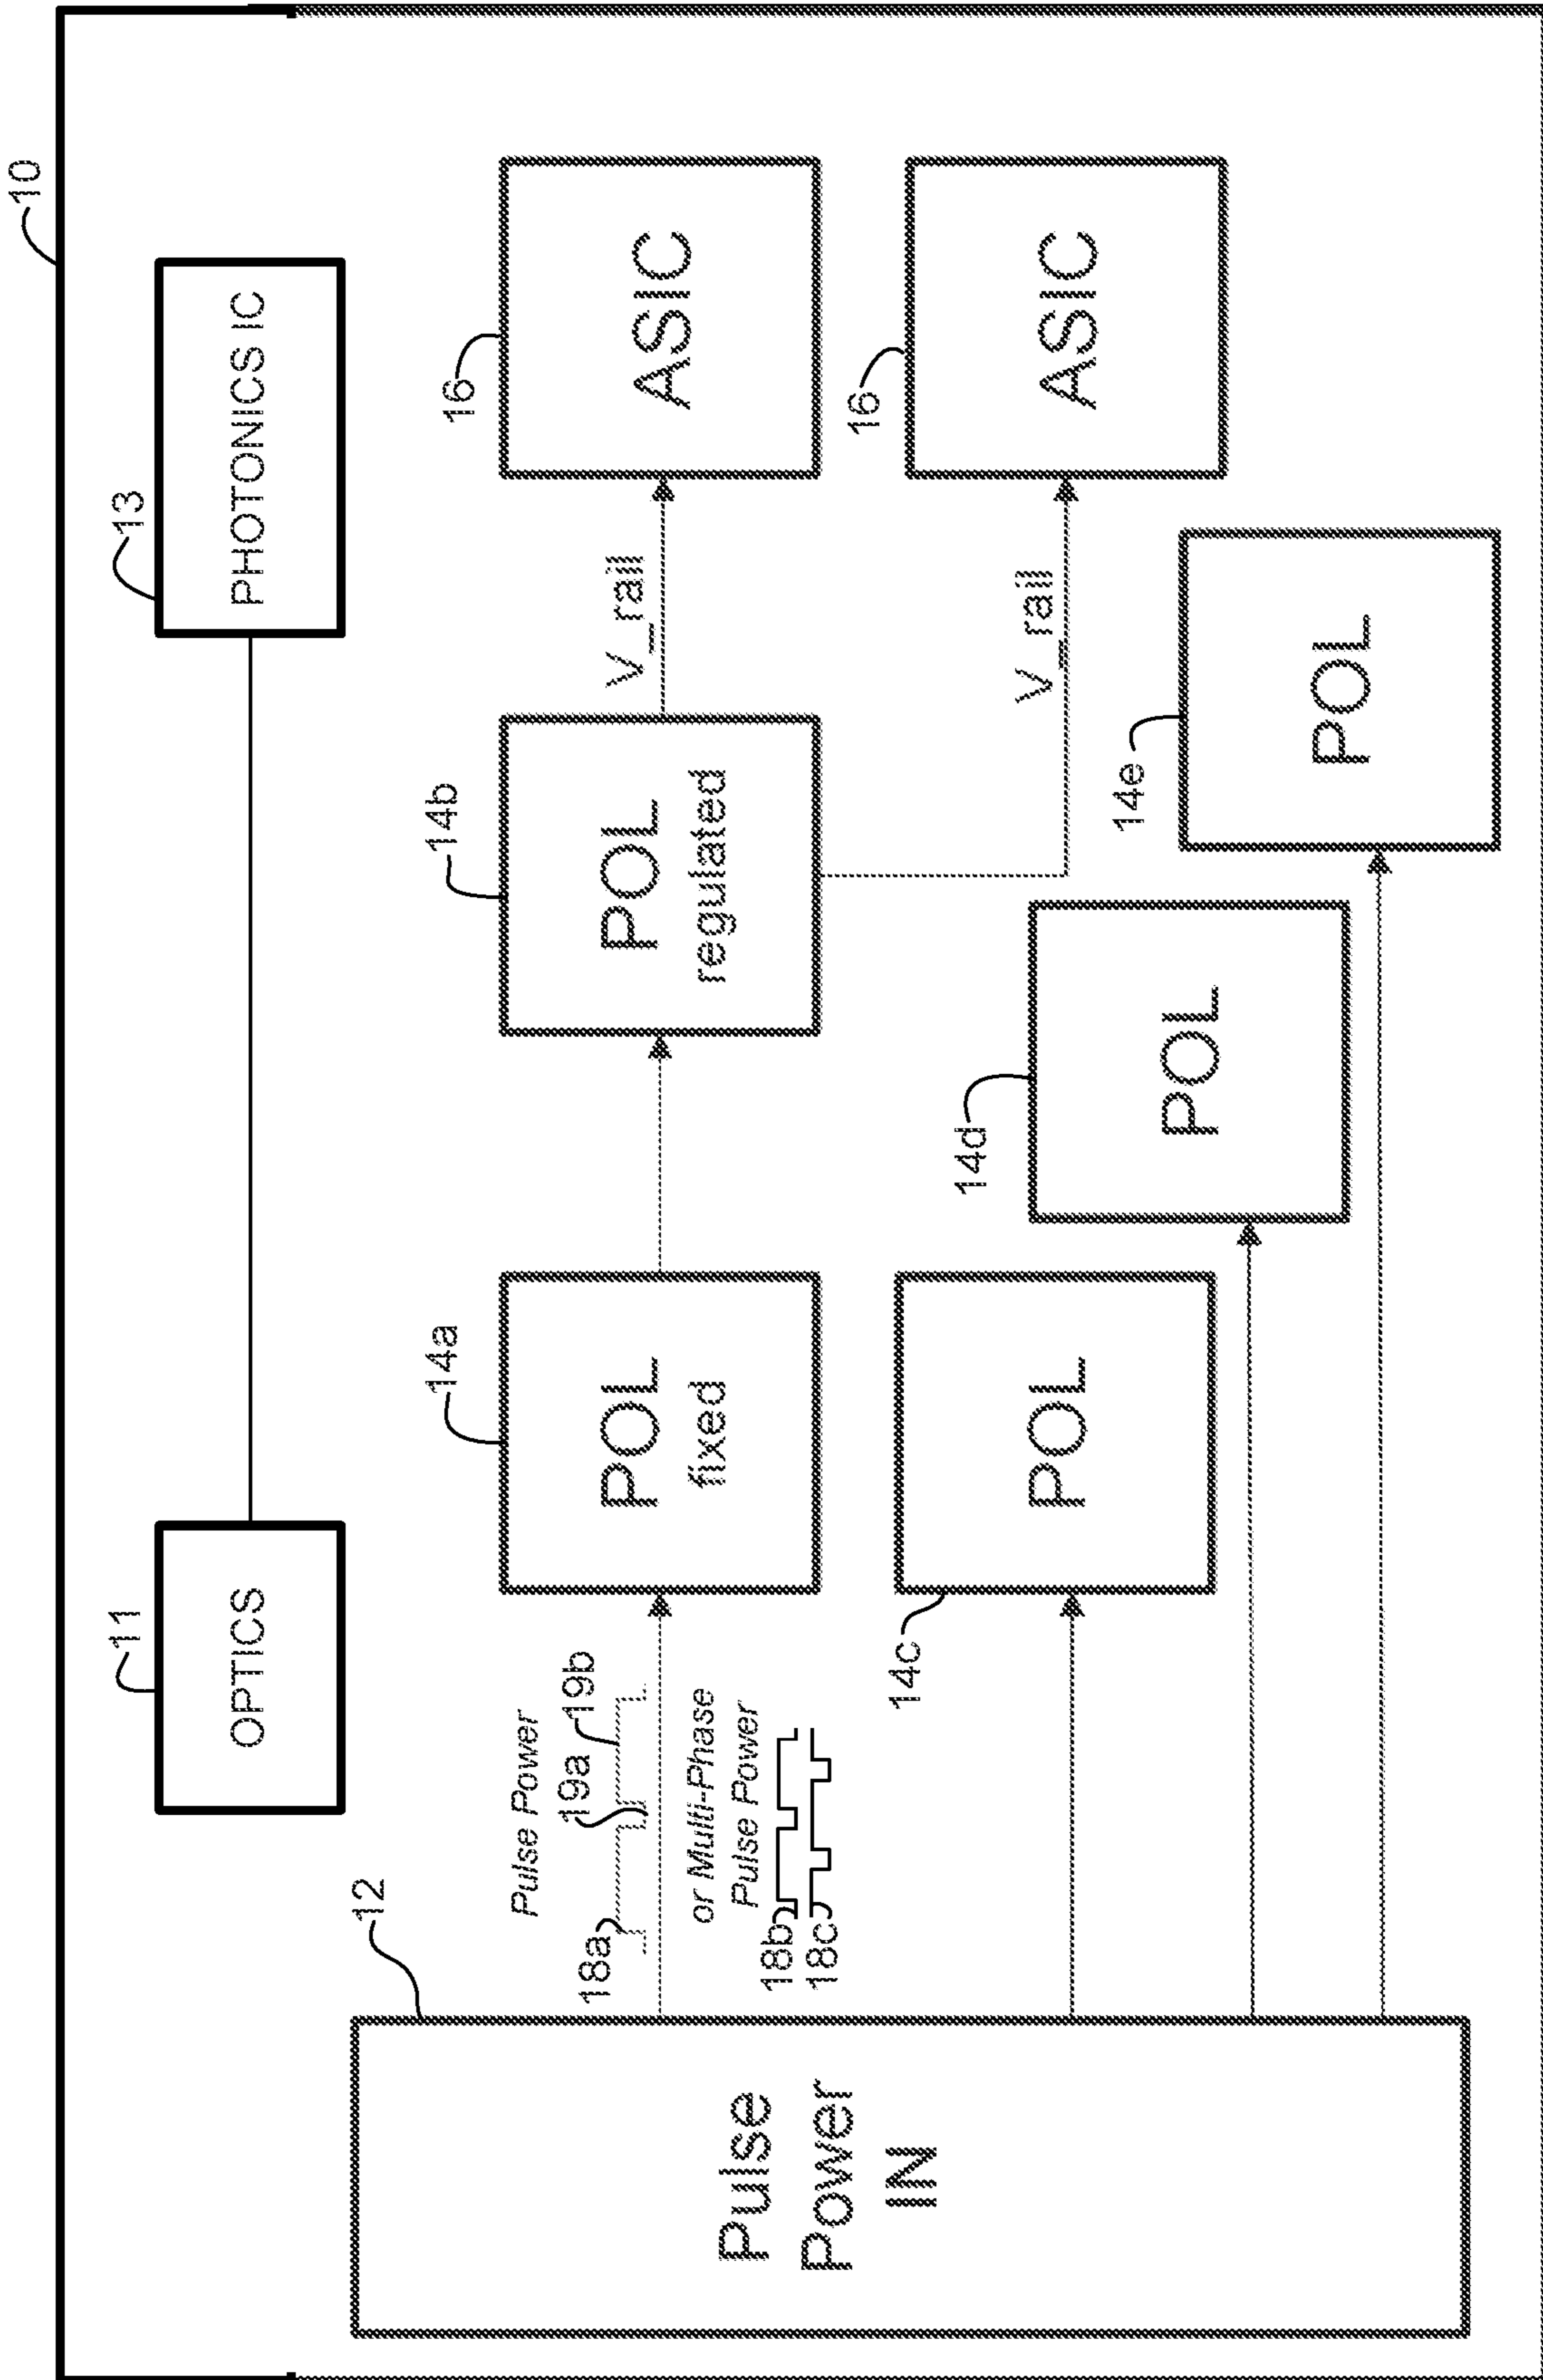 10
11
OPTICS
13
PHOTONICS IC
12
Pulse
Power
IN
Pulse Power
18a
19a
19b
or Multi-Phase
Pulse Power
18b
18c
14a
POL
fixed
14b
POL
regulated
V_rail
16
ASIC
V_rail
16
ASIC
14c
POL
14d
POL
14e
POL